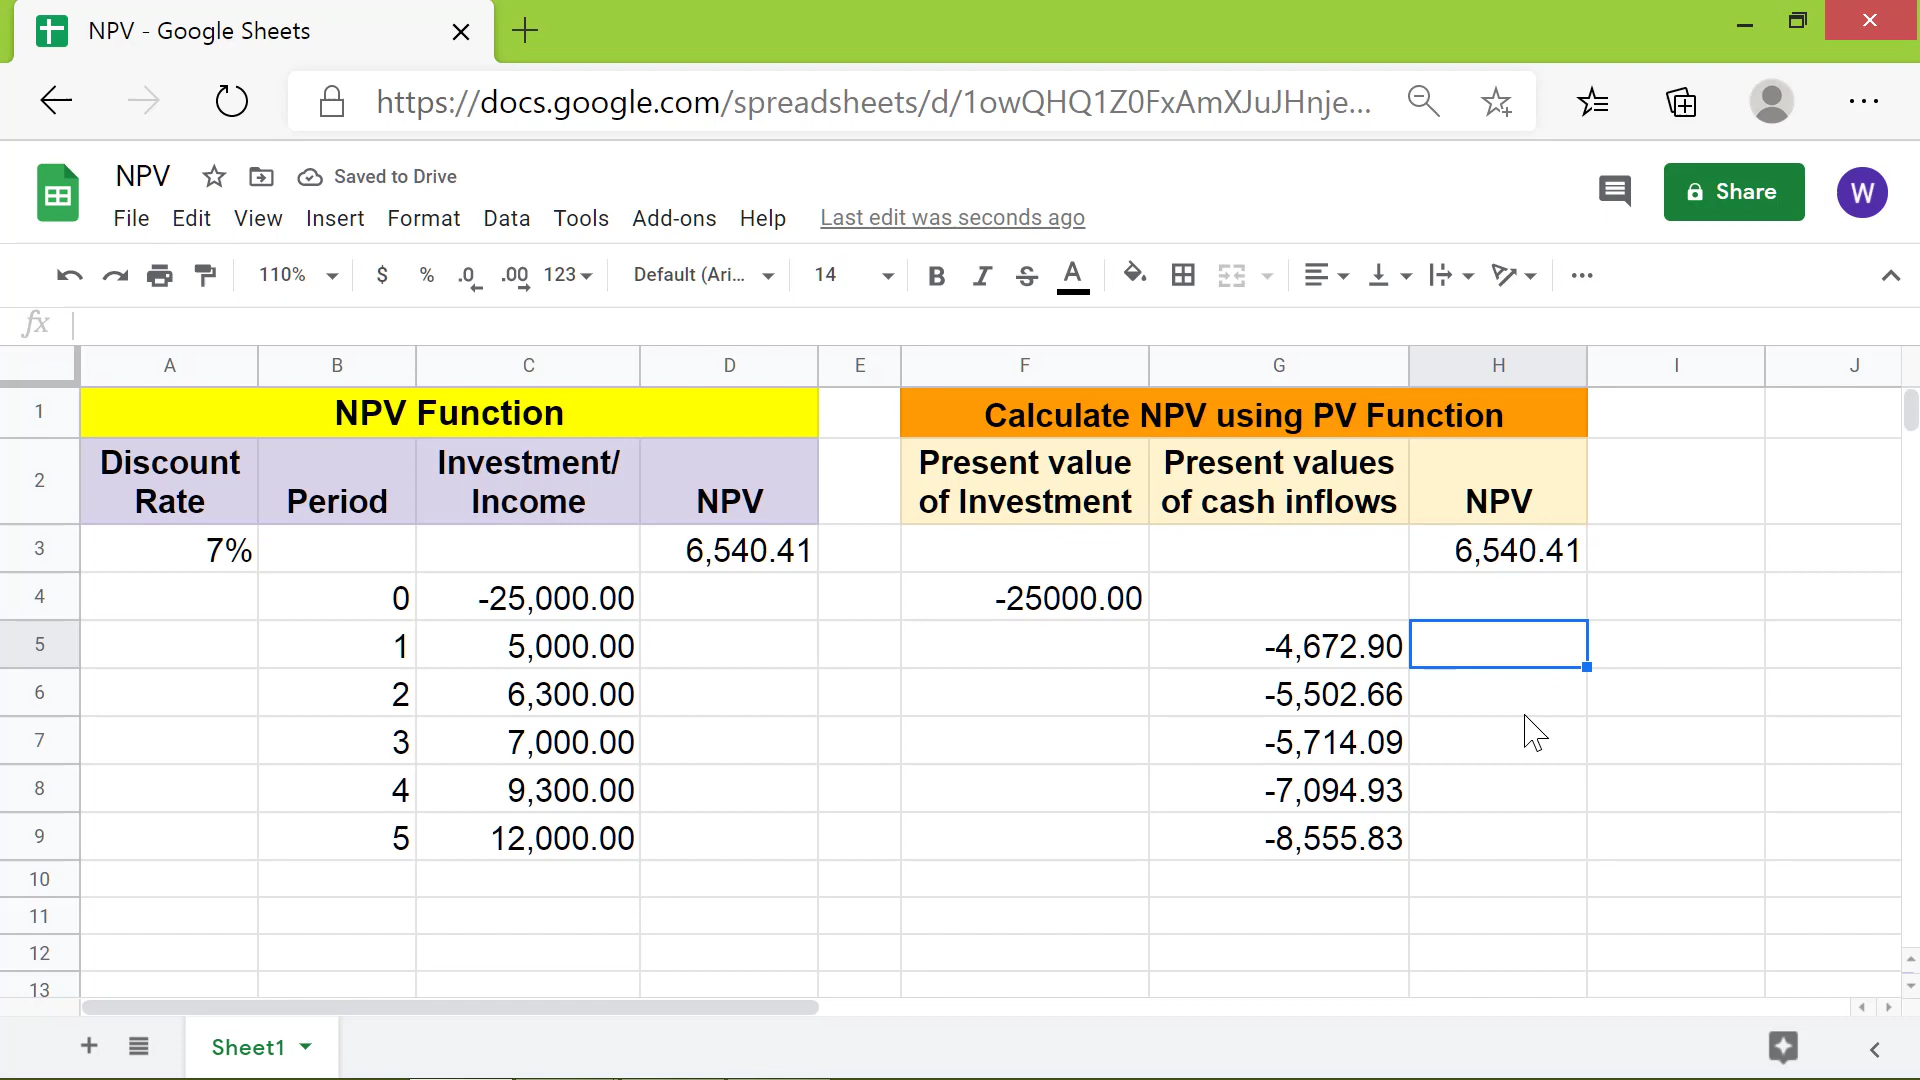 NPV - Google Sheets
https://docs.google.com/spreadsheets/d/1owQHQ1Z0FxAmXJuJHnje...
NPV Saved to Drive
File Edit View Insert Format Data Tools Add-ons Help Last edit was seconds ago
Share
W
110% $ % .0 .00 123 Default (Ari... 14 B I S A
fx
A B C D E F G H I J
1 NPV Function Calculate NPV using PV Function
2 Discount Rate Period Investment/ Income NPV Present value of Investment Present values of cash inflows NPV
3 7% 6,540.41 6,540.41
4 0 -25,000.00 -25000.00
5 1 5,000.00 -4,672.90
6 2 6,300.00 -5,502.66
7 3 7,000.00 -5,714.09
8 4 9,300.00 -7,094.93
9 5 12,000.00 -8,555.83
10
11
12
13
Sheet1